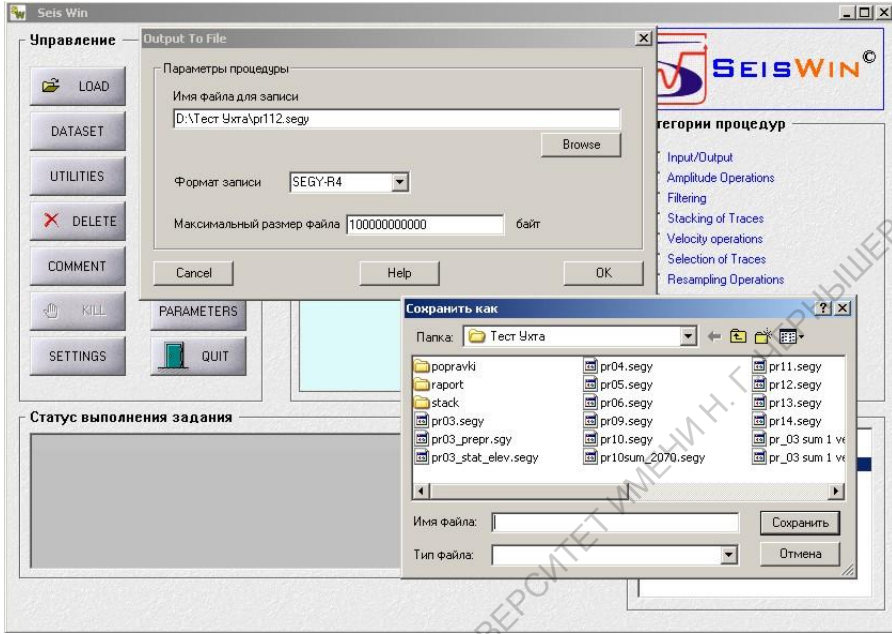 Seis Win
Управление
LOAD
DATASET
UTILITIES
DELETE
COMMENT
KILL
PARAMETERS
SETTINGS
QUIT
Output To File
Параметры процедуры
Имя файла для записи
D:\Тест Ухта\pr112.segy
Browse
Формат записи
SEGY-R4
Максимальный размер файла 100000000000 байт
Cancel
Help
OK
SEISWIN©
тегории процедур
Input/Output
Amplitude Operations
Filtering
Stacking of Traces
Velocity operations
Selection of Traces
Resampling Operations
Сохранить как
Папка: Тест Ухта
popravki
raport
stack
pr03.segy
pr03_prepr.sgy
pr03_stat_elev.segy
pr04.segy
pr05.segy
pr06.segy
pr09.segy
pr10.segy
pr10sum_2070.segy
pr11.segy
pr12.segy
pr13.segy
pr14.segy
pr_03 sum 1 ve
pr_03 sum 1 ve
Имя файла:
Сохранить
Тип файла:
Отмена
Статус выполнения задания
ВЕРСИТЕТ ИМЕНИ Н. Г. ЧЕРНЫШЕР